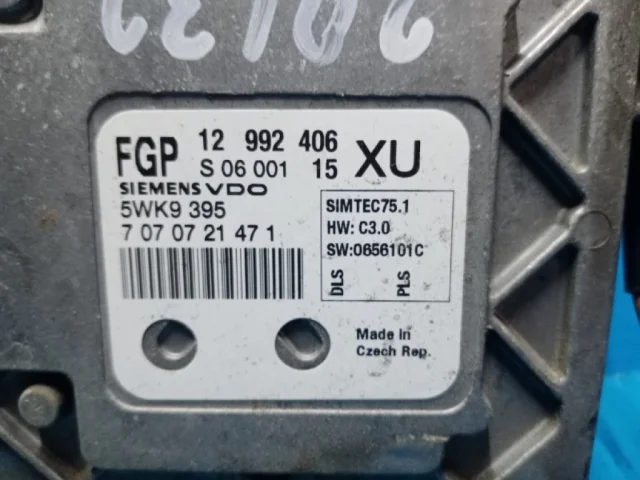 FGP 12 992 406 XU
S 06 001 15
SIEMENS VDO
5WK9 395
7 07 07 21 47 1
SIMTEC75.1
HW: C3.0
SW:0656101C
DLS
PLS
Made in
Czech Rep.